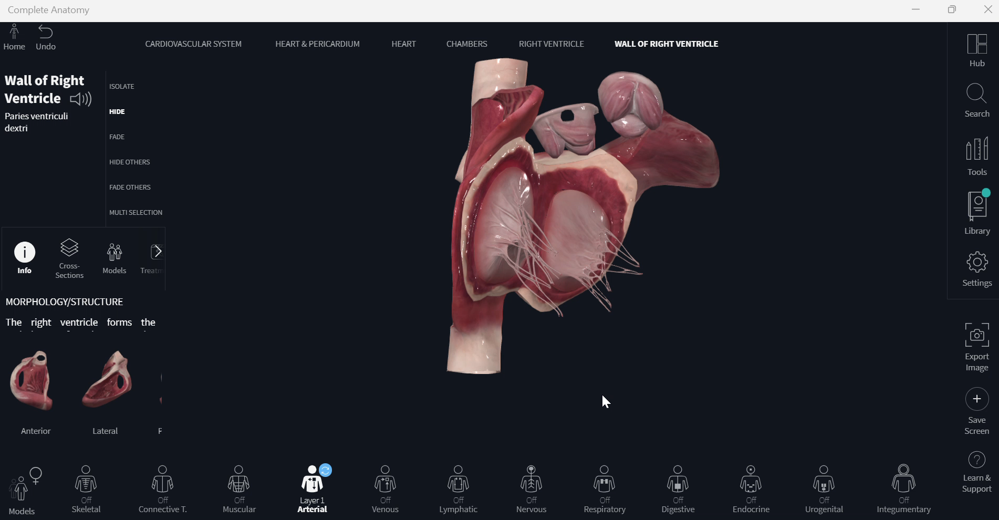 Complete Anatomy
Home
Undo
CARDIOVASCULAR SYSTEM
HEART & PERICARDIUM
HEART
CHAMBERS
RIGHT VENTRICLE
WALL OF RIGHT VENTRICLE
Hub
Search
Tools
Library
Settings
Export
Image
Save
Screen
Learn &
Support
Wall of Right
Ventricle
Paries ventriculi
dextri
ISOLATE
HIDE
FADE
HIDE OTHERS
FADE OTHERS
MULTI SELECTION
Info
Cross-
Sections
Models
Treatm
MORPHOLOGY/STRUCTURE
The right ventricle forms the
Anterior
Lateral
Models
Off
Skeletal
Off
Connective T.
Off
Muscular
Layer 1
Arterial
Off
Venous
Off
Lymphatic
Off
Nervous
Off
Respiratory
Off
Digestive
Off
Endocrine
Off
Urogenital
Off
Integumentary